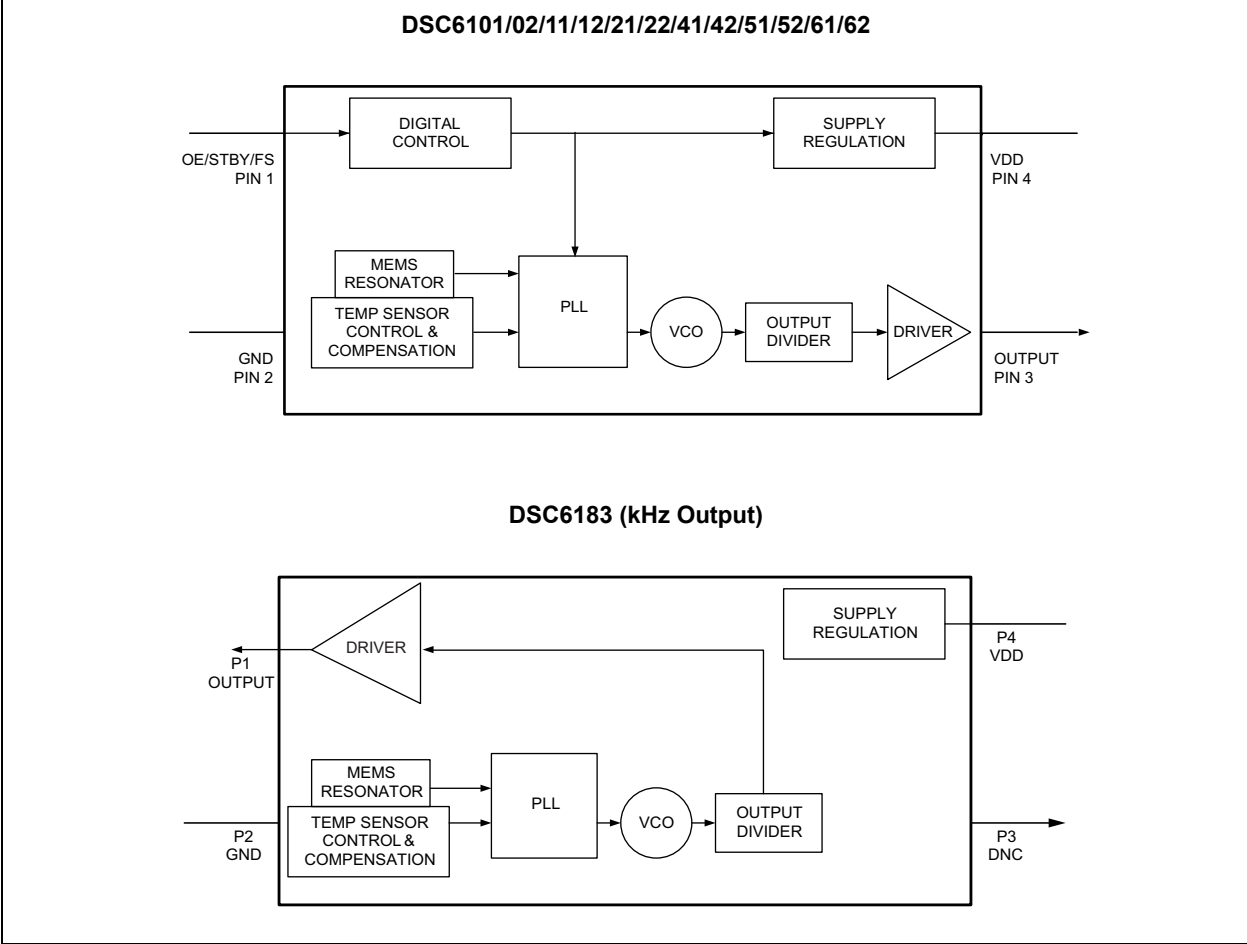 DSC6101/02/11/12/21/22/41/42/51/52/61/62
DIGITAL
CONTROL
SUPPLY
REGULATION
OE/STBY/FS
PIN 1
VDD
PIN 4
MEMS
RESONATOR
TEMP SENSOR
CONTROL &
COMPENSATION
PLL
VCO
OUTPUT
DIVIDER
DRIVER
GND
PIN 2
OUTPUT
PIN 3
DSC6183 (kHz Output)
DRIVER
SUPPLY
REGULATION
P1
OUTPUT
P4
VDD
MEMS
RESONATOR
TEMP SENSOR
CONTROL &
COMPENSATION
PLL
VCO
OUTPUT
DIVIDER
P2
GND
P3
DNC